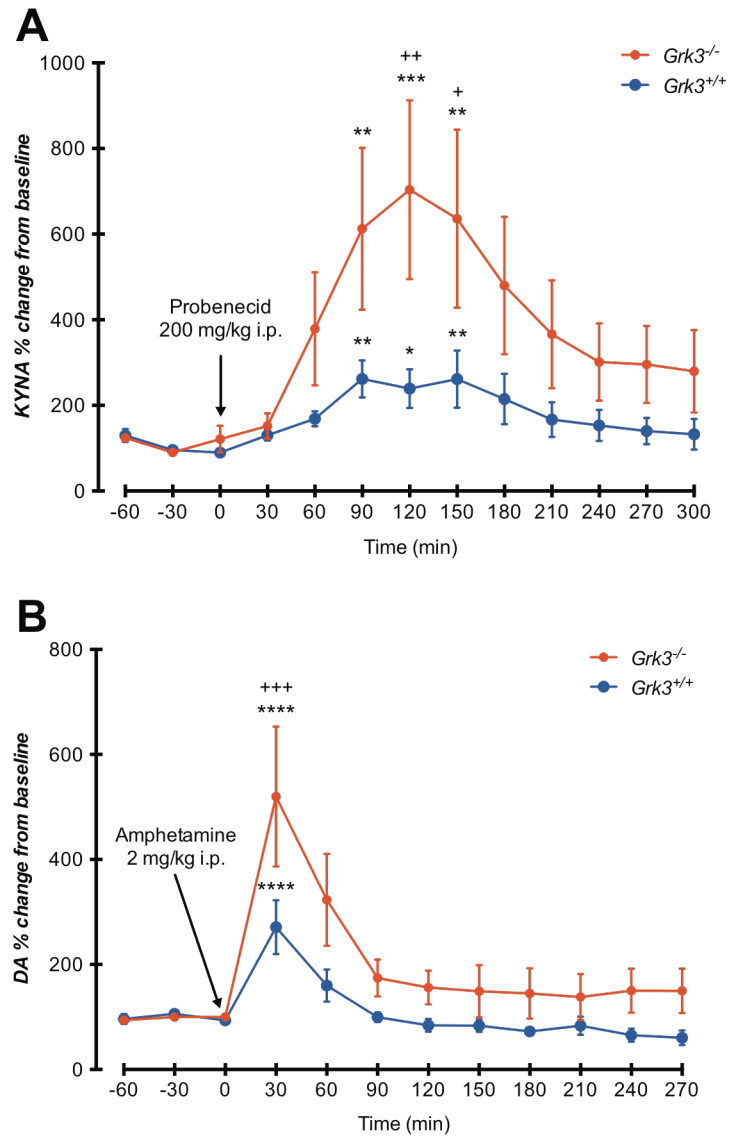 A
KYNA % change from baseline
1000
800
600
400
200
0
Grk3-/-
Grk3+/+
++
***
+
**
**
Probenecid
200 mg/kg i.p.
**
*
**
-60 -30 0 30 60 90 120 150 180 210 240 270 300
Time (min)
B
DA % change from baseline
800
600
400
200
0
Grk3-/-
Grk3+/+
+++
****
Amphetamine
2 mg/kg i.p.
****
-60 -30 0 30 60 90 120 150 180 210 240 270
Time (min)